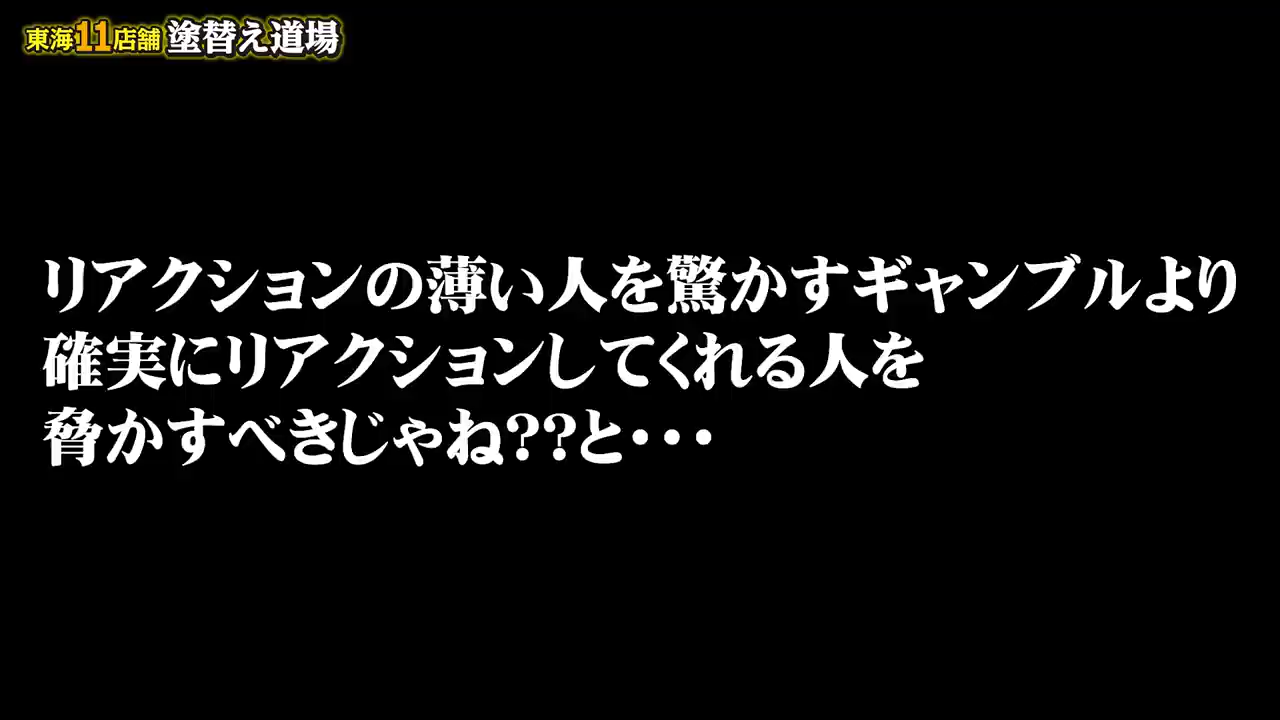 東海11店舗 塗替え道場
リアクションの薄い人を驚かすギャンブルより
確実にリアクションしてくれる人を
脅かすべきじゃね??と・・・